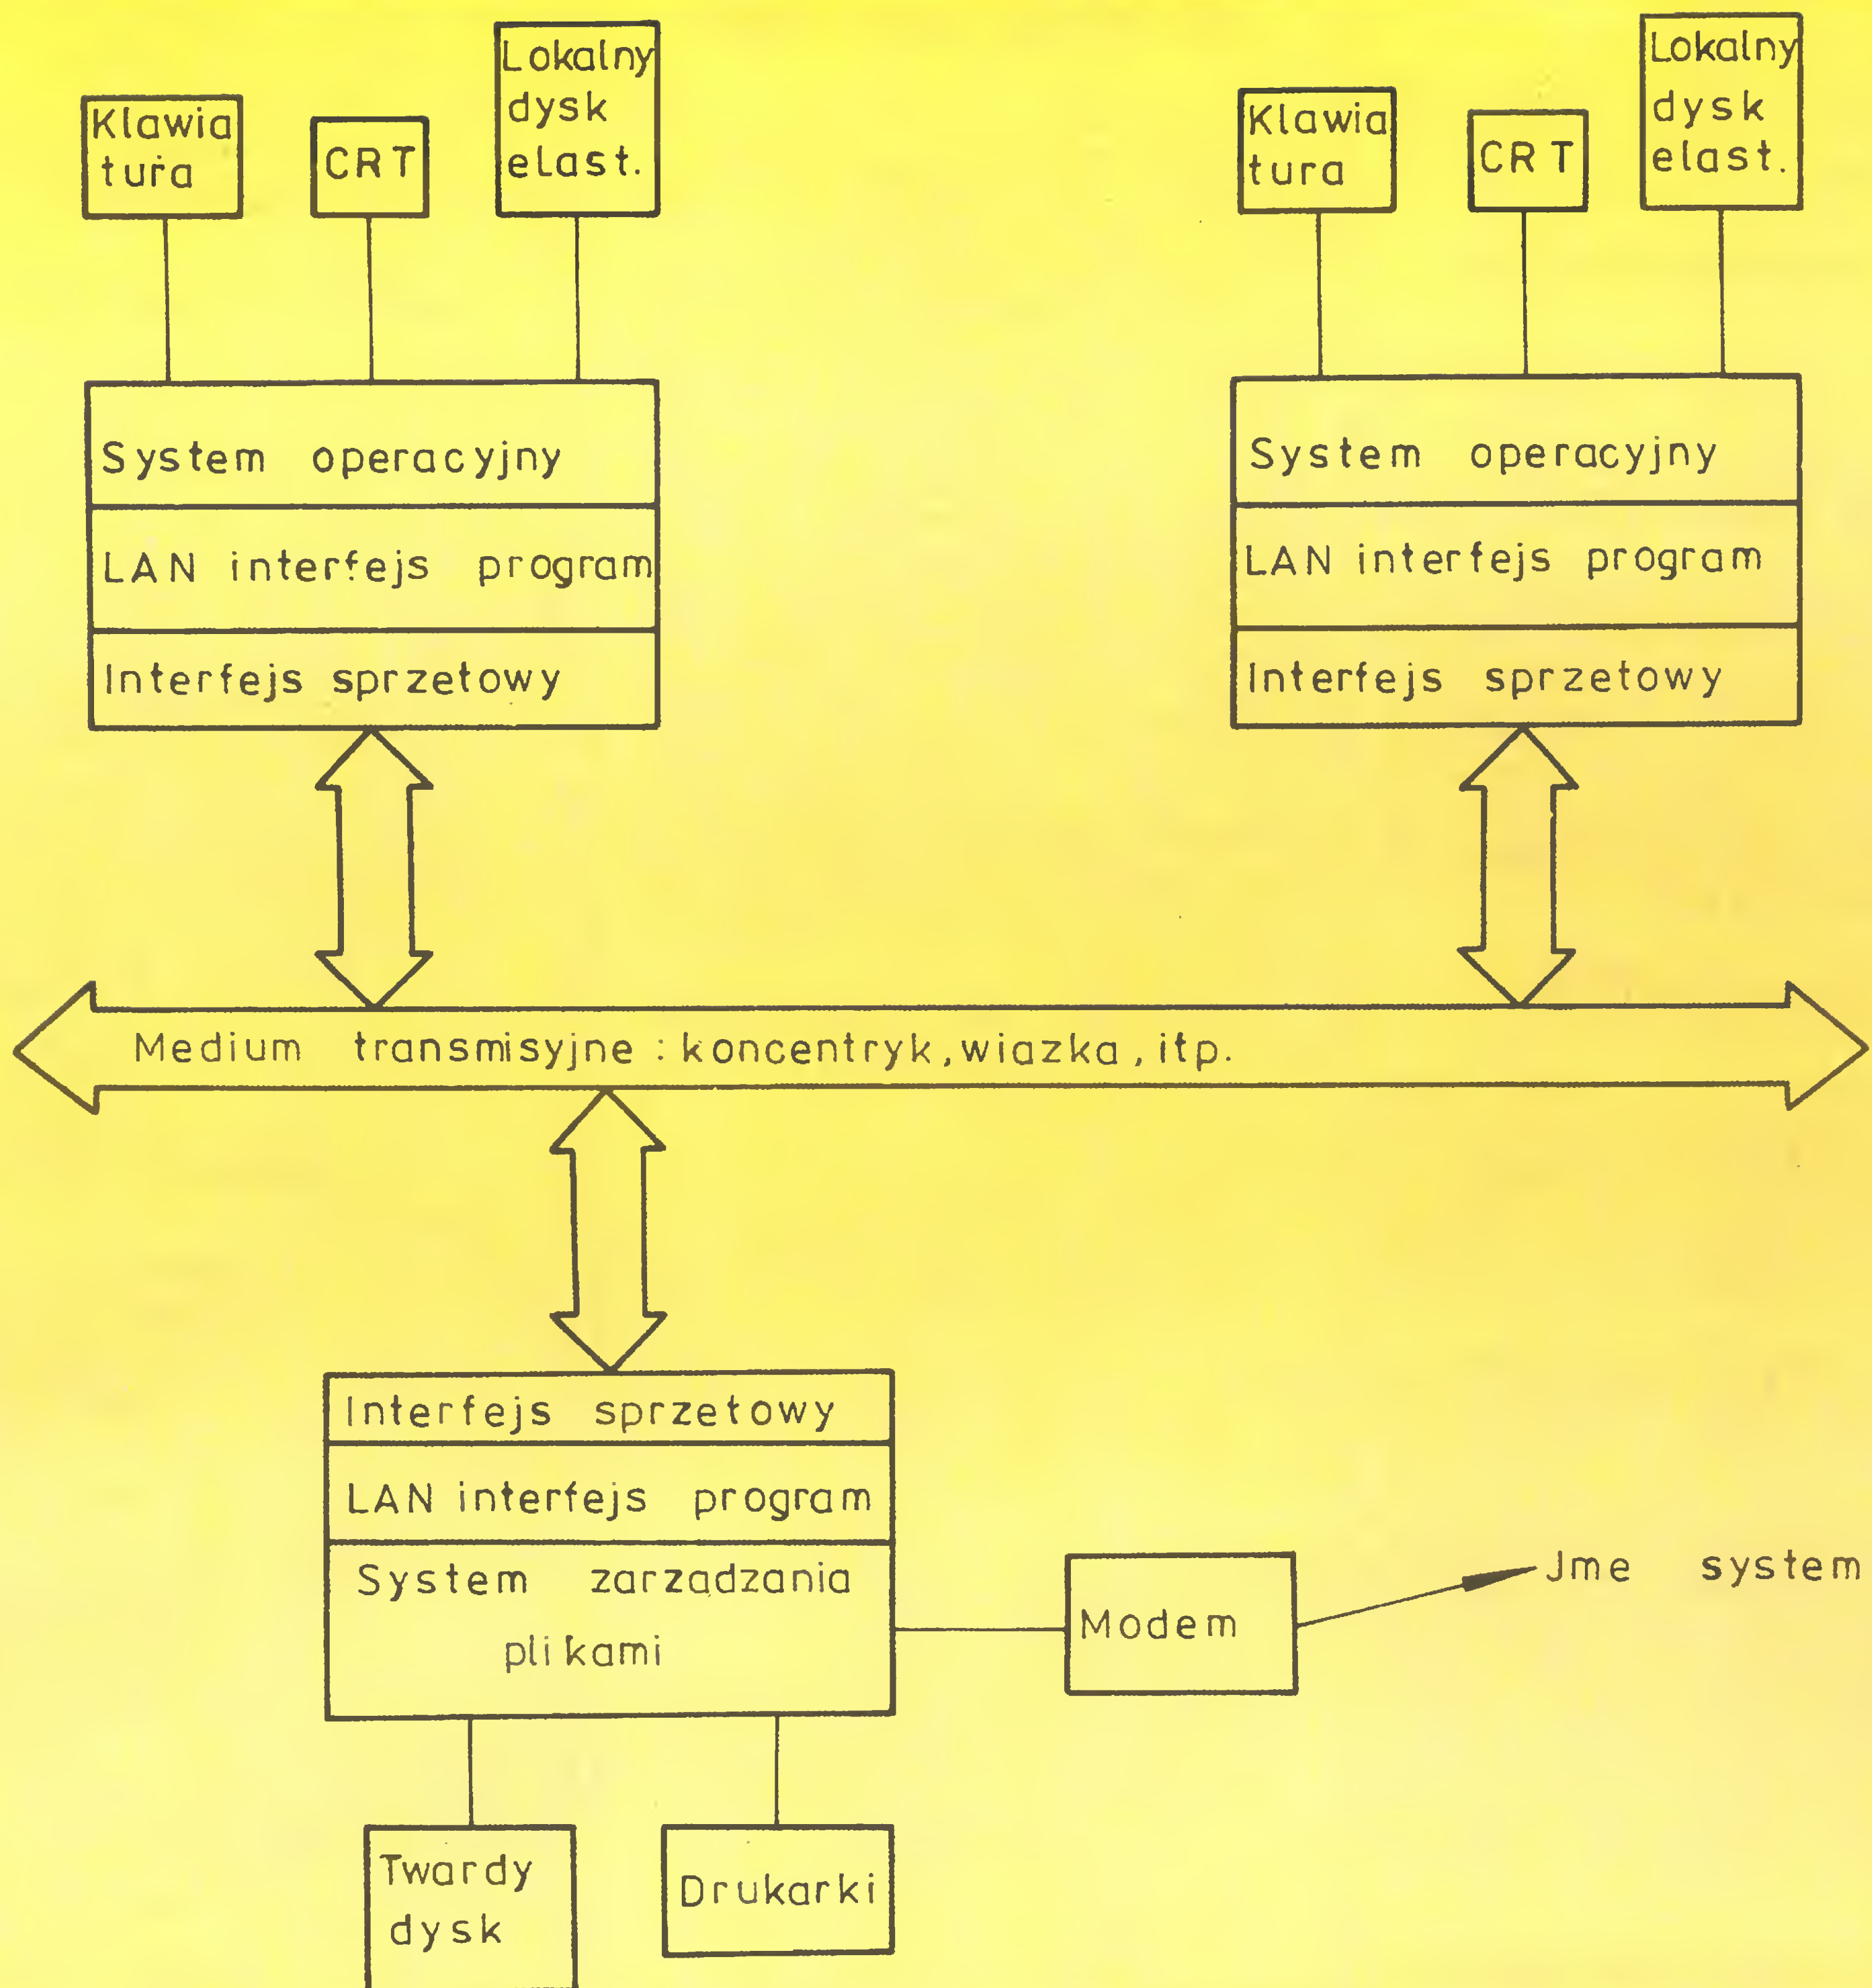 Klawia
tura
CRT
Lokalny
dysk
elast.
Klawia
tura
CRT
Lokalny
dysk
elast.
System operacyjny
LAN interfejs program
Interfejs sprzetowy
System operacyjny
LAN interfejs program
Interfejs sprzetowy
Medium transmisyjne : koncentryk, wiazka, itp.
Interfejs sprzetowy
LAN interfejs program
System zarzadzania
plikami
Modem
Jme system
Twardy
dysk
Drukarki